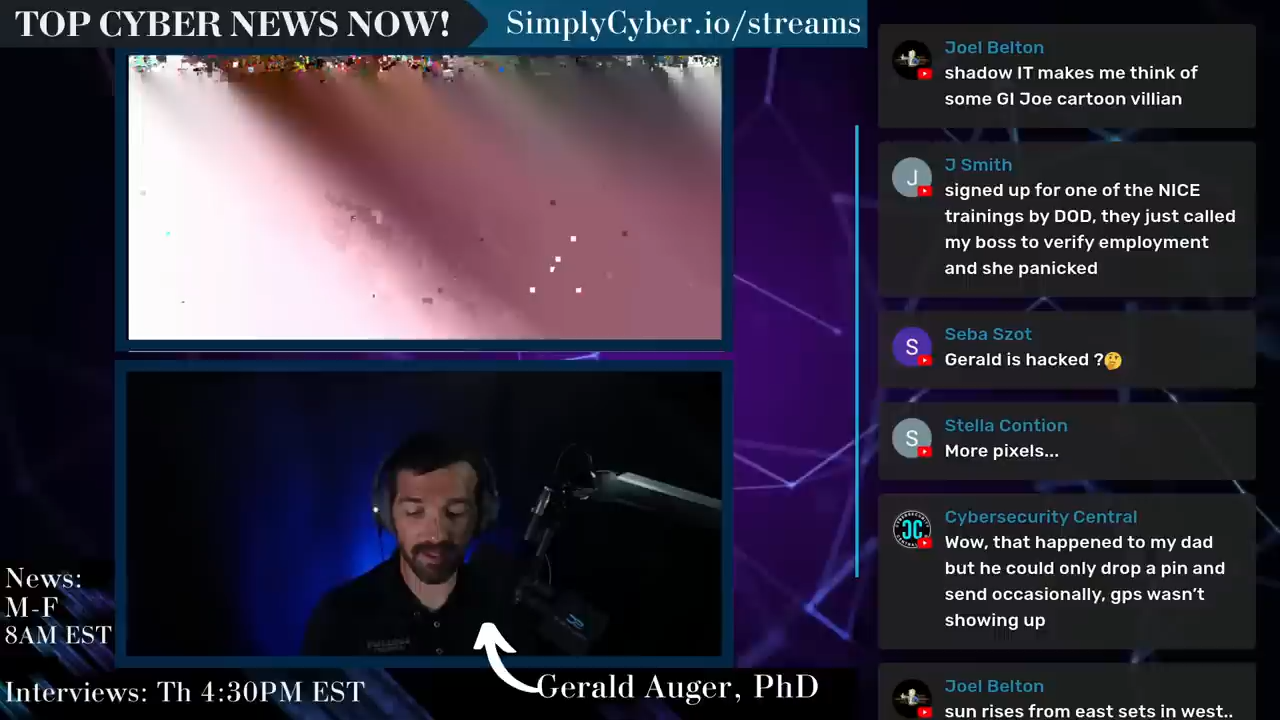 TOP CYBER NEWS NOW!
SimplyCyber.io/streams
News:
M-F
8AM EST
Interviews: Th 4:30PM EST
Gerald Auger, PhD
Joel Belton
shadow IT makes me think of
some GI Joe cartoon villian
J
J Smith
signed up for one of the NICE
trainings by DOD, they just called
my boss to verify employment
and she panicked
S
Seba Szot
Gerald is hacked ?🤔
S
Stella Contion
More pixels...
Cybersecurity Central
Wow, that happened to my dad
but he could only drop a pin and
send occasionally, gps wasn't
showing up
Joel Belton
sun rises from east sets in west..